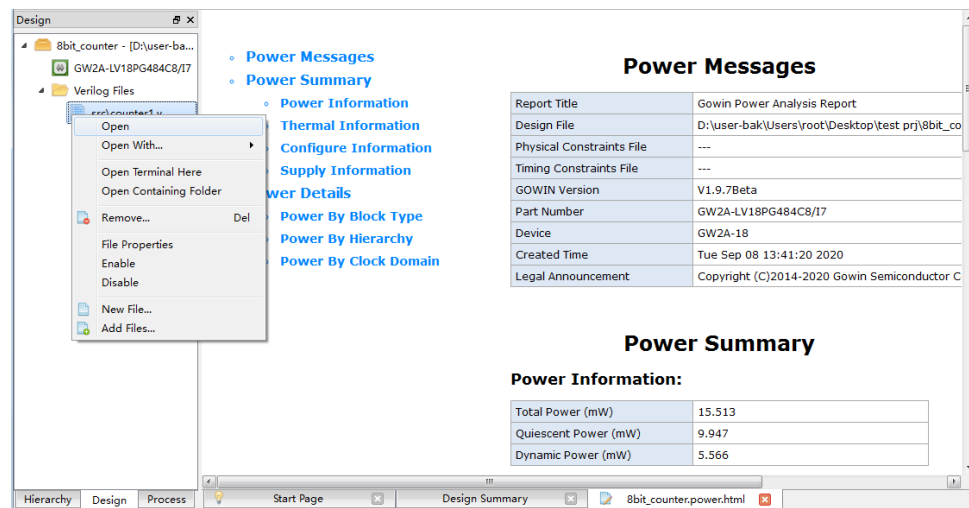 Design
8bit_counter - [D:\user-ba...
GW2A-LV18PG484C8/I7
Verilog Files
src\counter1.v
Open
Open With...
Open Terminal Here
Open Containing Folder
Remove... Del
File Properties
Enable
Disable
New File...
Add Files...
Hierarchy Design Process
Power Messages
Power Summary
Power Information
Thermal Information
Configure Information
Supply Information
wer Details
Power By Block Type
Power By Hierarchy
Power By Clock Domain
Power Messages
Report Title Gowin Power Analysis Report
Design File D:\user-bak\Users\root\Desktop\test prj\8bit_co
Physical Constraints File ---
Timing Constraints File ---
GOWIN Version V1.9.7Beta
Part Number GW2A-LV18PG484C8/I7
Device GW2A-18
Created Time Tue Sep 08 13:41:20 2020
Legal Announcement Copyright (C)2014-2020 Gowin Semiconductor C
Power Summary
Power Information:
Total Power (mW) 15.513
Quiescent Power (mW) 9.947
Dynamic Power (mW) 5.566
Start Page Design Summary 8bit_counter.power.html